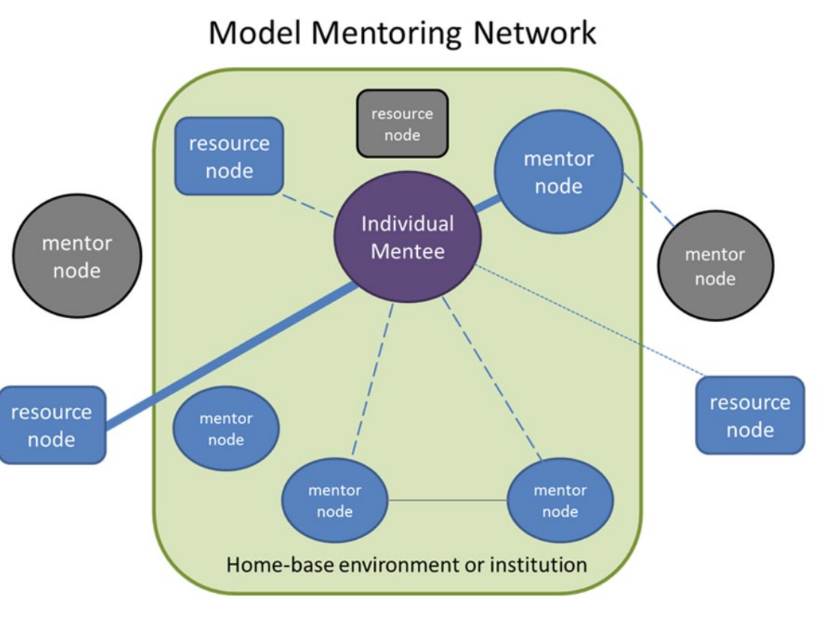 Model Mentoring Network
resource
node
resource
node
mentor
node
Individual
Mentee
mentor
node
mentor
node
resource
node
mentor
node
resource
node
mentor
node
mentor
node
Home-base environment or institution